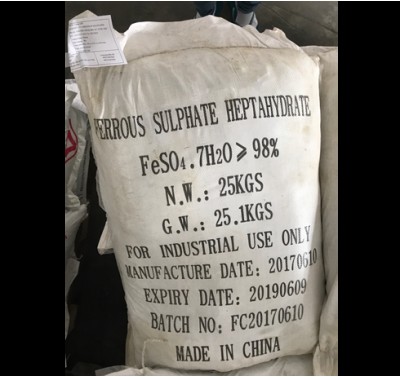 FERROUS SULPHATE HEPTAHYDRATE
FeSO4.7H2O≥98%
N.W.: 25KGS
G.W.: 25.1KGS
FOR INDUSTRIAL USE ONLY
MANUFACTURE DATE: 20170610
EXPIRY DATE: 20190609
BATCH NO: FC20170610
MADE IN CHINA